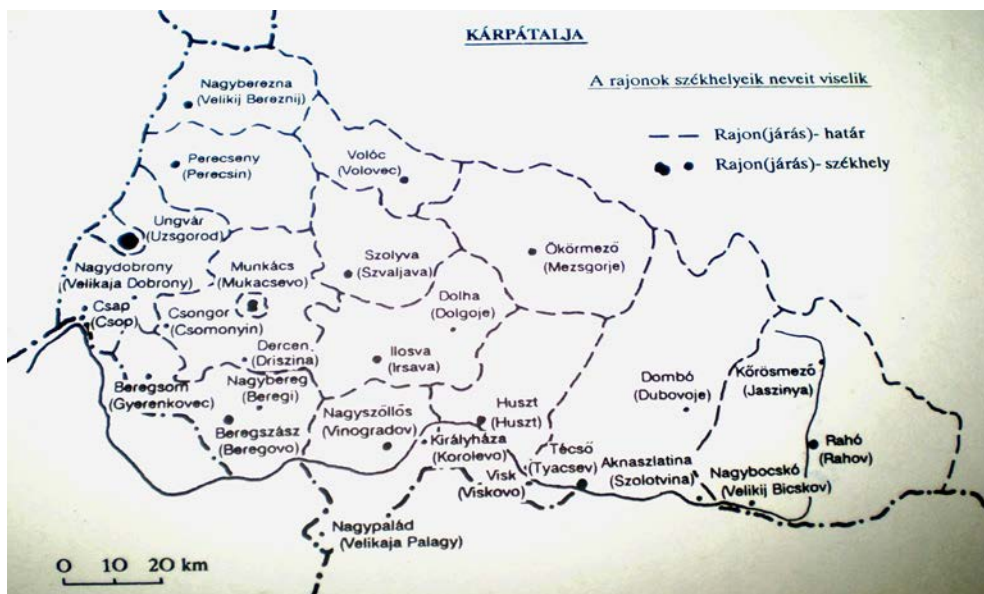 KÁRPÁTALJA
A rajonok székhelyeik neveit viselik
Rajon(járás)- határ
Rajon(járás)- székhely
Nagyberezna
(Velikij Bereznij)
Perecseny
(Perecsin)
Volóc
(Volovec)
Ungvár
(Uzsgorod)
Szolyva
(Szvaljava)
Ökörmező
(Mezsgorje)
Nagydobrony
(Velikaja Dobrony)
Munkács
(Mukacsevo)
Dolha
(Dolgoje)
Csap
(Csop)
Csongor
(Csomonyin)
Dercen
(Driszina)
Ilosva
(Irsava)
Dombó
(Dubovoje)
Kőrösmező
(Jaszinya)
Beregsom
(Gyerenkovec)
Nagybereg
(Beregi)
Beregszász
(Beregovo)
Nagyszőllős
(Vinogradov)
Huszt
(Huszt)
Királyháza
(Korolevo)
Técső
(Tyacsev)
Rahó
(Rahov)
Visk
(Viskovo)
Aknaszlatina
(Szolotvina)
Nagybocskó
(Velikij Bicskov)
Nagypalád
(Velikaja Palagy)
0 10 20 km